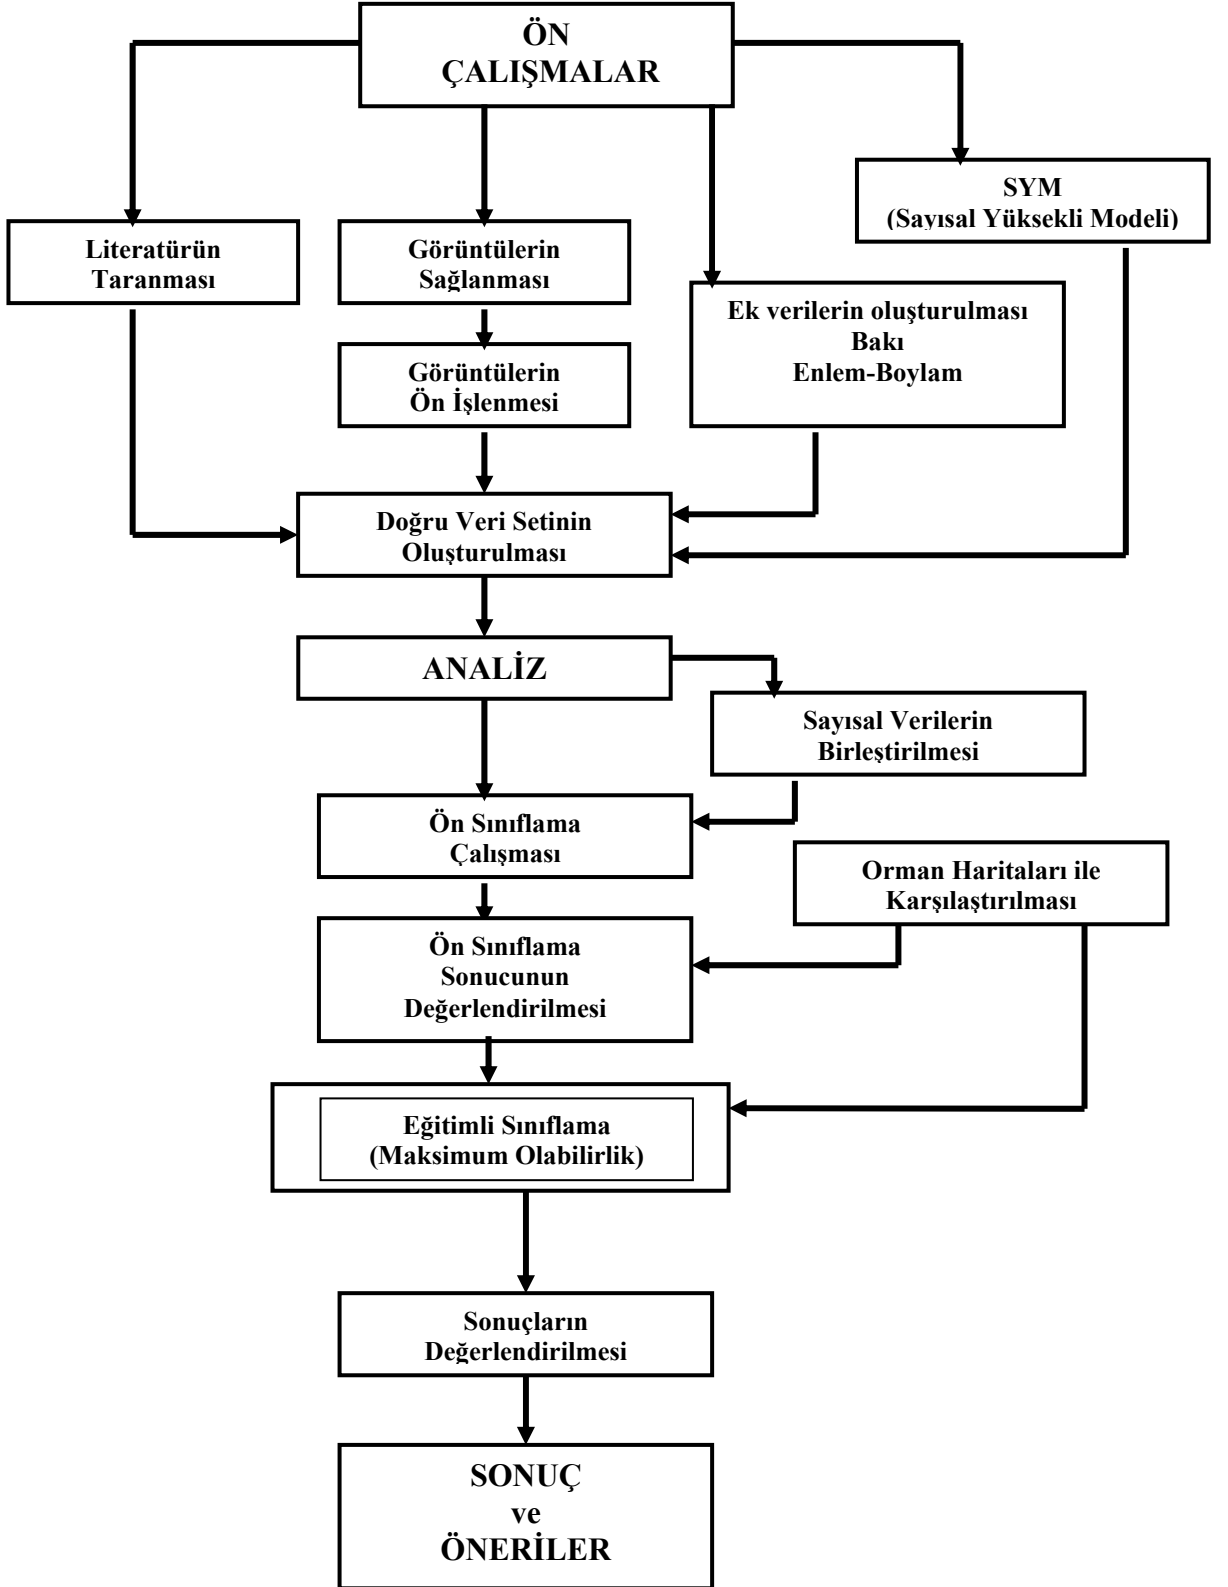 ÖN
ÇALIŞMALAR
SYM
(Sayısal Yüksekli Modeli)
Literatürün
Taranması
Görüntülerin
Sağlanması
Ek verilerin oluşturulması
Bakı
Enlem-Boylam
Görüntülerin
Ön İşlenmesi
Doğru Veri Setinin
Oluşturulması
ANALİZ
Sayısal Verilerin
Birleştirilmesi
Ön Sınıflama
Çalışması
Orman Haritaları ile
Karşılaştırılması
Ön Sınıflama
Sonucunun
Değerlendirilmesi
Eğitimli Sınıflama
(Maksimum Olabilirlik)
Sonuçların
Değerlendirilmesi
SONUÇ
ve
ÖNERİLER